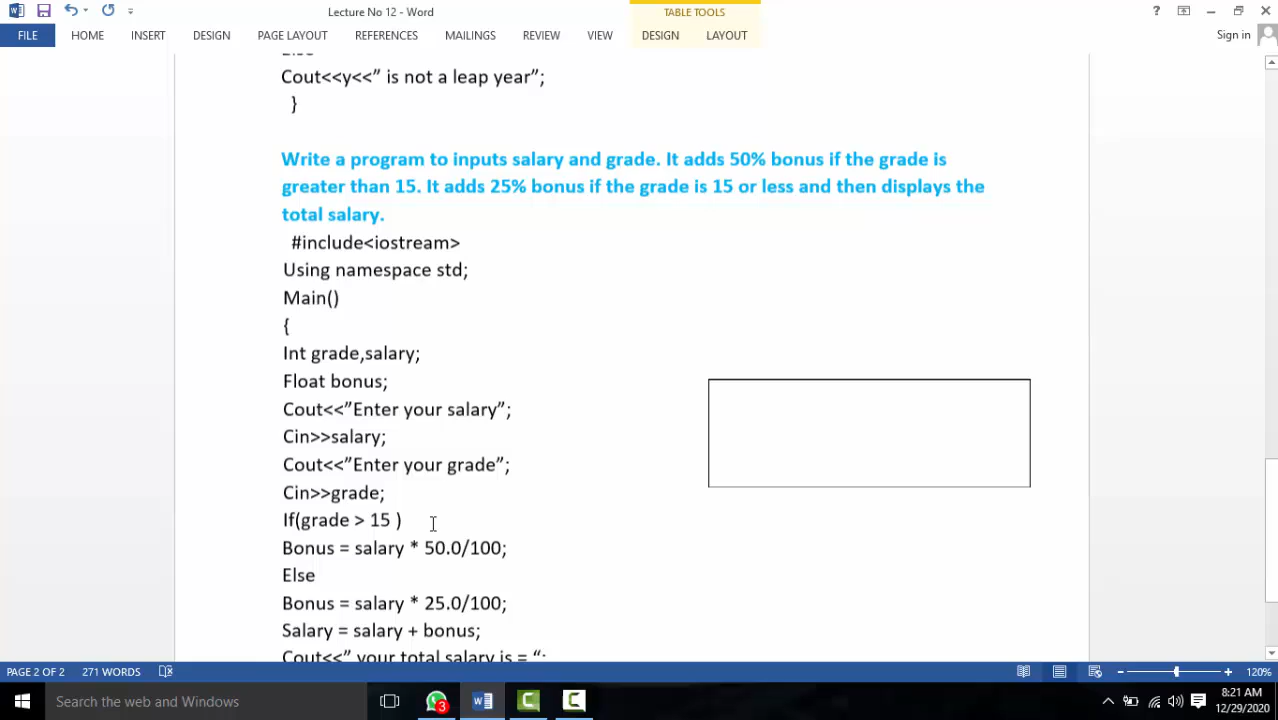 Lecture No 12 - Word
TABLE TOOLS
?
FILE
HOME
INSERT
DESIGN
PAGE LAYOUT
REFERENCES
MAILINGS
REVIEW
VIEW
DESIGN
LAYOUT
Sign in
Cout<<y<<” is not a leap year”;
}
Write a program to inputs salary and grade. It adds 50% bonus if the grade is
greater than 15. It adds 25% bonus if the grade is 15 or less and then displays the
total salary.
#include<iostream>
Using namespace std;
Main()
{
Int grade,salary;
Float bonus;
Cout<<”Enter your salary”;
Cin>>salary;
Cout<<”Enter your grade”;
Cin>>grade;
If(grade > 15 )
Bonus = salary * 50.0/100;
Else
Bonus = salary * 25.0/100;
Salary = salary + bonus;
Cout<<” your total salary is = “;
PAGE 2 OF 2
271 WORDS
120%
Search the web and Windows
3
8:21 AM
12/29/2020